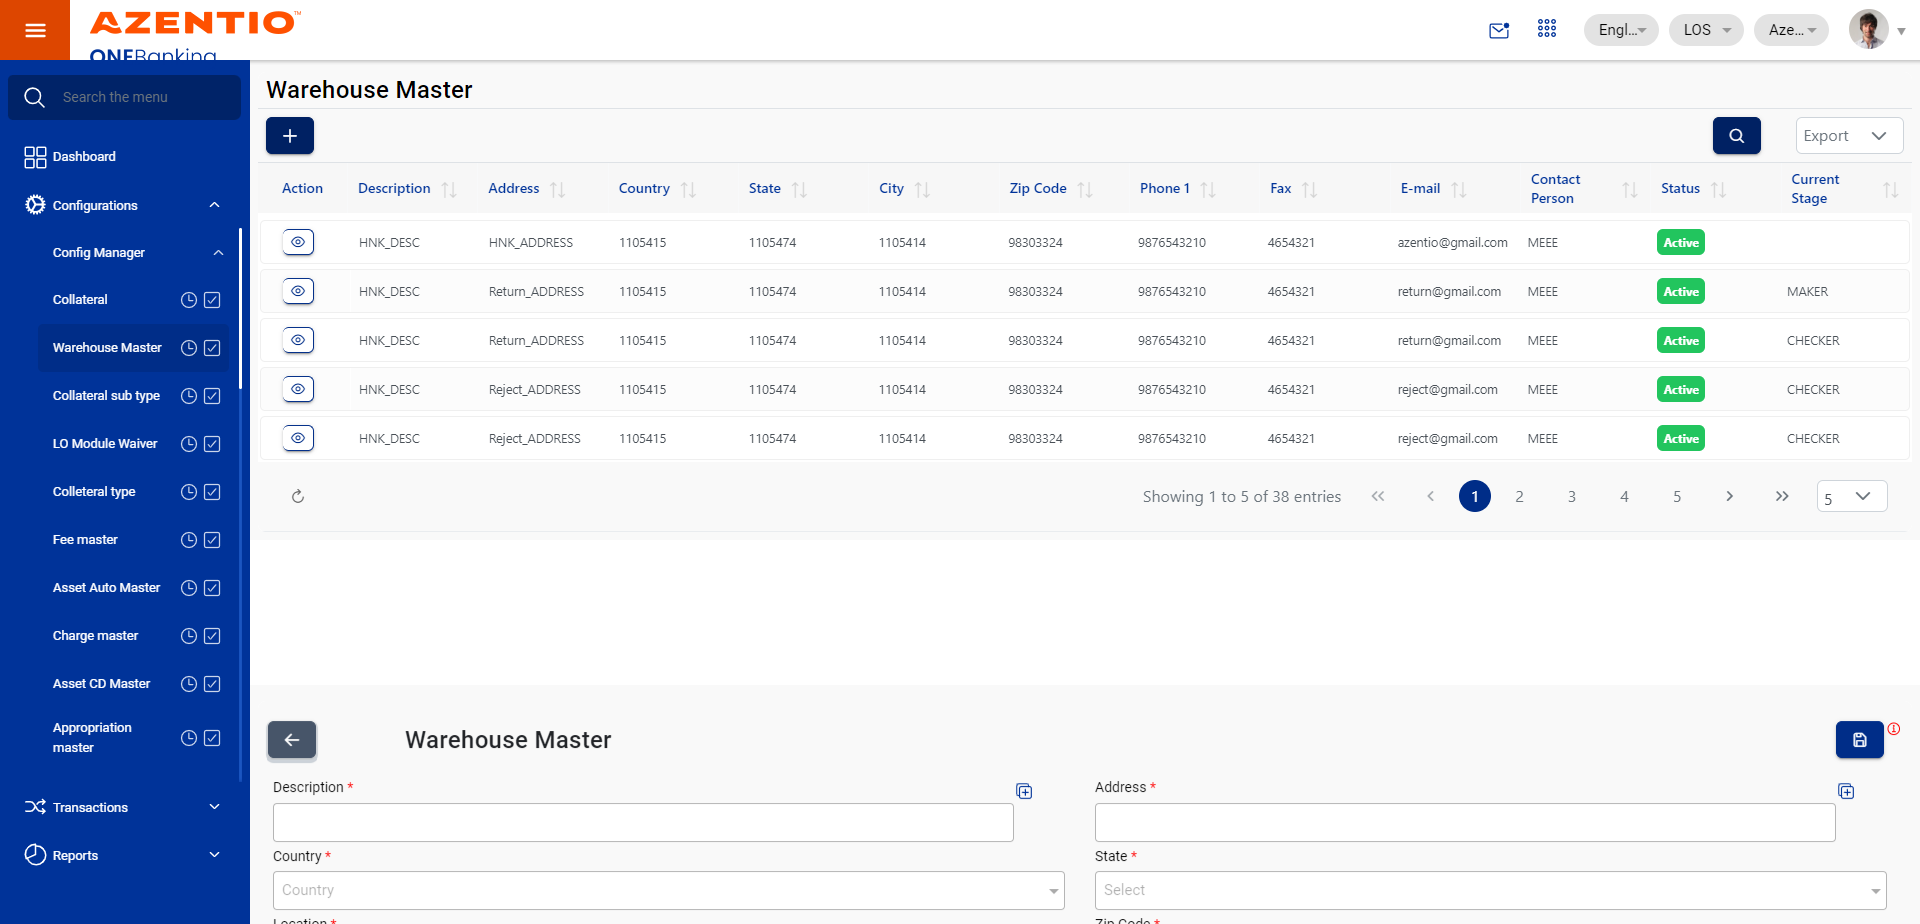 AZENTIO™
ONEBanking
Engl...
LOS
Aze...
Search the menu
Dashboard
Configurations
Config Manager
Collateral
Warehouse Master
Collateral sub type
LO Module Waiver
Colleteral type
Fee master
Asset Auto Master
Charge master
Asset CD Master
Appropriation
master
Transactions
Reports
Warehouse Master
Export
Action Description Address Country State City Zip Code Phone 1 Fax E-mail Contact Person Status Current Stage
HNK_DESC HNK_ADDRESS 1105415 1105474 1105414 98303324 9876543210 4654321 azentio@gmail.com MEEE Active
HNK_DESC Return_ADDRESS 1105415 1105474 1105414 98303324 9876543210 4654321 return@gmail.com MEEE Active MAKER
HNK_DESC Return_ADDRESS 1105415 1105474 1105414 98303324 9876543210 4654321 return@gmail.com MEEE Active CHECKER
HNK_DESC Reject_ADDRESS 1105415 1105474 1105414 98303324 9876543210 4654321 reject@gmail.com MEEE Active CHECKER
HNK_DESC Reject_ADDRESS 1105415 1105474 1105414 98303324 9876543210 4654321 reject@gmail.com MEEE Active CHECKER
Showing 1 to 5 of 38 entries 1 2 3 4 5 5
Warehouse Master
Description * Address *
Country * State *
Country Select
Location * Zip Code *